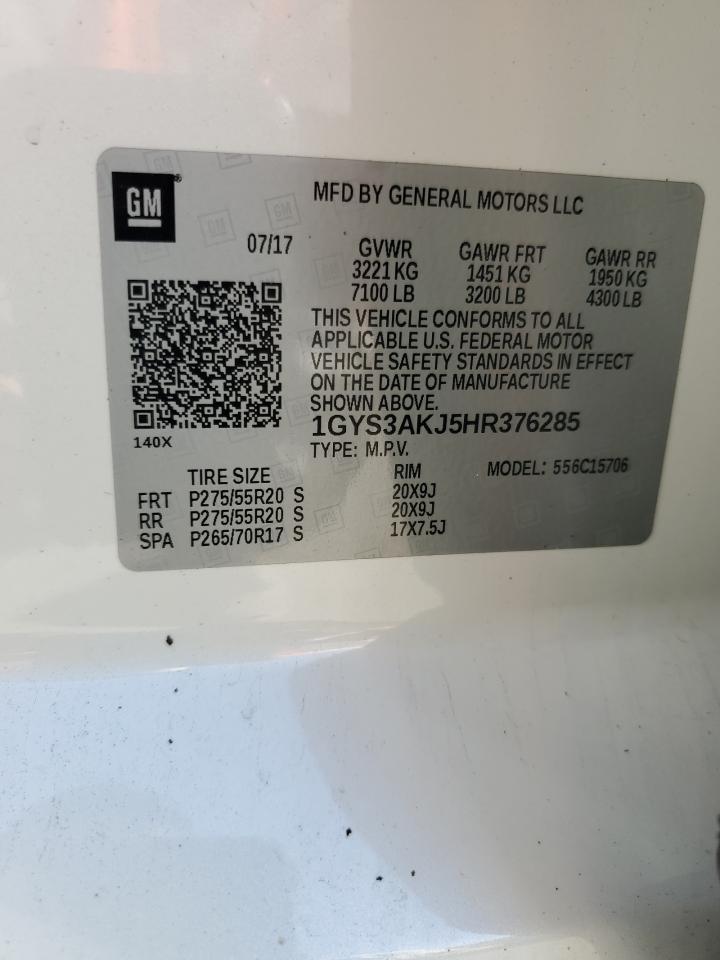 GM
MFD BY GENERAL MOTORS LLC
07/17 GVWR GAWR FRT GAWR RR
3221 KG 1451 KG 1950 KG
7100 LB 3200 LB 4300 LB
THIS VEHICLE CONFORMS TO ALL
APPLICABLE U.S. FEDERAL MOTOR
VEHICLE SAFETY STANDARDS IN EFFECT
ON THE DATE OF MANUFACTURE
SHOWN ABOVE.
1GYS3AKJ5HR376285
140X
TYPE: M.P.V. MODEL: 556C15706
TIRE SIZE RIM
FRT P275/55R20 S 20X9J
RR P275/55R20 S 20X9J
SPA P265/70R17 S 17X7.5J